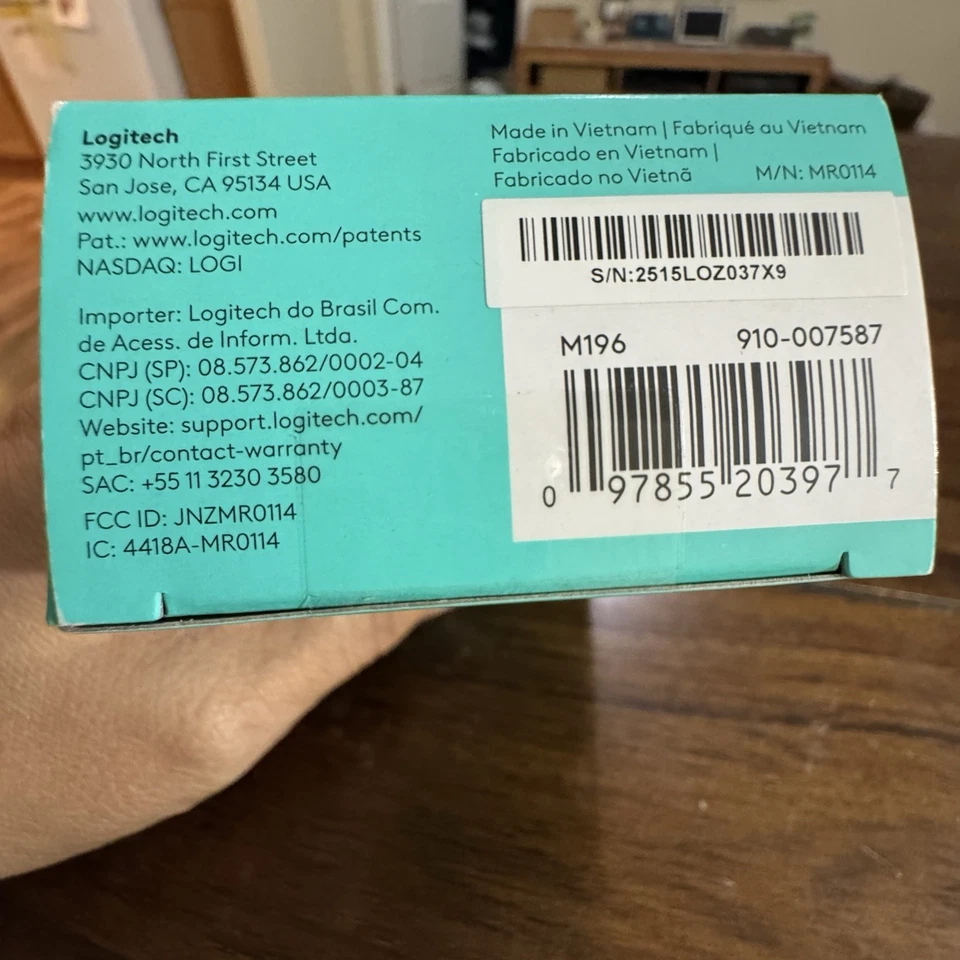 Logitech
3930 North First Street
San Jose, CA 95134 USA
www.logitech.com
Pat.: www.logitech.com/patents
NASDAQ: LOGI
Importer: Logitech do Brasil Com.
de Acess. de Inform. Ltda.
CNPJ (SP): 08.573.862/0002-04
CNPJ (SC): 08.573.862/0003-87
Website: support.logitech.com/
pt_br/contact-warranty
SAC: +55 11 3230 3580
FCC ID: JNZMR0114
IC: 4418A-MR0114
Made in Vietnam | Fabriqué au Vietnam
Fabricado en Vietnam |
Fabricado no Vietnã M/N: MR0114
S/N:2515LOZ037X9
M196 910-007587
0 97855 20397 7